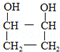 OH OH
CH – CH
CH₂ – CH₂